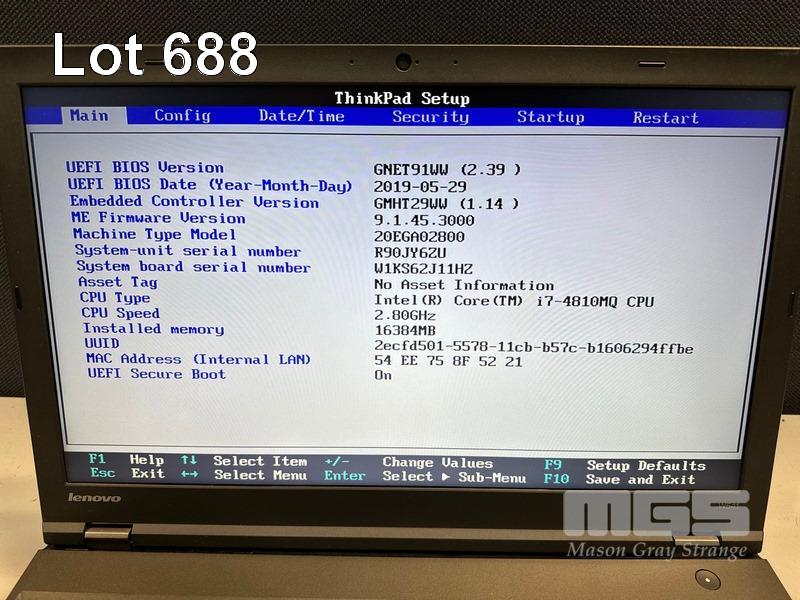 Lot 688
ThinkPad Setup
Main Config Date/Time Security Startup Restart
UEFI BIOS Version GNET91WW (2.39 )
UEFI BIOS Date (Year-Month-Day) 2019-05-29
Embedded Controller Version GMHT29WW (1.14 )
ME Firmware Version 9.1.45.3000
Machine Type Model 20EGA02800
System-unit serial number R90JY6ZU
System board serial number W1KS62J11HZ
Asset Tag No Asset Information
CPU Type Intel(R) Core(TM) i7-4810MQ CPU
CPU Speed 2.80GHz
Installed memory 16384MB
UUID 2ecfd501-5578-11cb-b57c-b1606294ffbe
MAC Address (Internal LAN) 54 EE 75 8F 52 21
UEFI Secure Boot On
F1 Help ↑↓ Select Item +/- Change Values F9 Setup Defaults
Esc Exit ↔ Select Menu Enter Select ▶ Sub-Menu F10 Save and Exit
lenovo
MGS
Mason Gray Strange